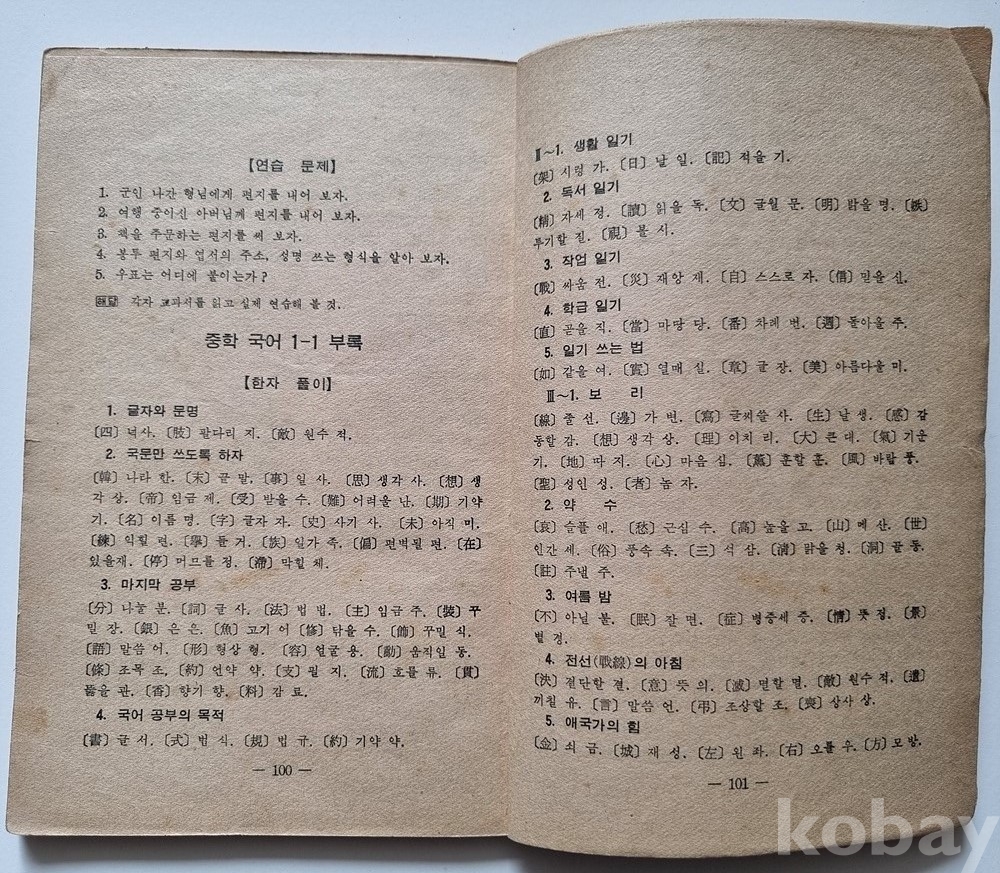 【연습 문제】
1. 군인 나간 형님에게 편지를 내어 보자.
2. 여행 중이신 아버님께 편지를 내어 보자.
3. 책을 주문하는 편지를 써 보자.
4. 봉투 편지와 엽서의 주소, 성명 쓰는 형식을 알아 보자.
5. 우표는 어디에 붙이는가?
해답 각자 교과서를 읽고 실제 연습해 볼 것.
중학 국어 1-1 부록
【한자 풀이】
1. 글자와 문명
〔四〕 넉사. 〔肢〕 팔다리 지. 〔敵〕 원수 적.
2. 국문만 쓰도록 하자
〔韓〕 나라 한. 〔末〕 끝 말. 〔事〕 일 사. 〔思〕 생각 사. 〔想〕 생
각 상. 〔帝〕 임금 제. 〔受〕 받을 수. 〔難〕 어려울 난. 〔期〕 기약
기. 〔名〕 이름 명. 〔字〕 글자 자. 〔史〕 사기 사. 〔未〕 아직 미.
〔練〕 익힐 련. 〔擧〕 들 거. 〔族〕 일가 족. 〔偏〕 편벽될 편. 〔在〕
있을재. 〔停〕 머므를 정. 〔滯〕 막힐 체.
3. 마지막 공부
〔分〕 나눌 분. 〔詞〕 글 사. 〔法〕 법 법. 〔主〕 임금 주. 〔裝〕 꾸
밀 장. 〔銀〕 은 은. 〔魚〕 고기 어 〔修〕 닦을 수. 〔飾〕 꾸밀 식.
〔語〕 말씀 어. 〔形〕 형상 형. 〔容〕 얼굴 용. 〔動〕 움직일 동.
〔條〕 조목 조. 〔約〕 언약 약. 〔支〕 필 지. 〔流〕 흐를 류. 〔貫〕
뚫을 관. 〔香〕 향기 향. 〔料〕 감 료.
4. 국어 공부의 목적
〔書〕 글 서. 〔式〕 법 식. 〔規〕 법 규. 〔約〕 기약 약.
— 100 —
Ⅱ~1. 생활 일기
〔架〕 시렁 가. 〔日〕 날 일. 〔記〕 적을 기.
2. 독서 일기
〔精〕 자세 정. 〔讀〕 읽을 독. 〔文〕 글월 문. 〔明〕 밝을 명. 〔嫉〕
투기할 질. 〔視〕 볼 시.
3. 작업 일기
〔戰〕 싸움 전. 〔災〕 재앙 재. 〔自〕 스스로 자. 〔信〕 믿을 신.
4. 학급 일기
〔直〕 곧을 직. 〔當〕 마땅 당. 〔番〕 차례 번. 〔週〕 돌아올 주.
5. 일기 쓰는 법
〔如〕 같을 여. 〔實〕 열매 실. 〔章〕 글 장. 〔美〕 아름다울 미.
Ⅲ~1. 보 리
〔線〕 줄 선. 〔邊〕 가 변. 〔寫〕 글씨쓸 사. 〔生〕 날 생. 〔感〕 감
동할 감. 〔想〕 생각 상. 〔理〕 이치 리. 〔大〕 큰 대. 〔氣〕 기운
기. 〔地〕 따 지. 〔心〕 마음 심. 〔薰〕 훈할 훈. 〔風〕 바람 풍.
〔聖〕 성인 성. 〔者〕 놈 자.
2. 약 수
〔哀〕 슬플 애. 〔愁〕 근심 수. 〔高〕 높을 고. 〔山〕 메 산. 〔世〕
인간 세. 〔俗〕 풍속 속. 〔三〕 석 삼. 〔淸〕 맑을 청. 〔洞〕 골 동.
〔註〕 주낼 주.
3. 여름 밤
〔不〕 아닐 불. 〔眠〕 잘 면. 〔症〕 병증세 증. 〔情〕 뜻 정. 〔景〕
별 경.
4. 전선(戰線)의 아침
〔決〕 결단할 결. 〔意〕 뜻 의. 〔滅〕 멸할 멸. 〔敵〕 원수 적. 〔遺〕
끼칠 유. 〔言〕 말씀 언. 〔弔〕 조상할 조. 〔喪〕 상사 상.
5. 애국가의 힘
〔金〕 쇠 금. 〔城〕 재 성. 〔左〕 왼 좌. 〔右〕 오를 우. 〔方〕 모 방.
— 101 —
kobay